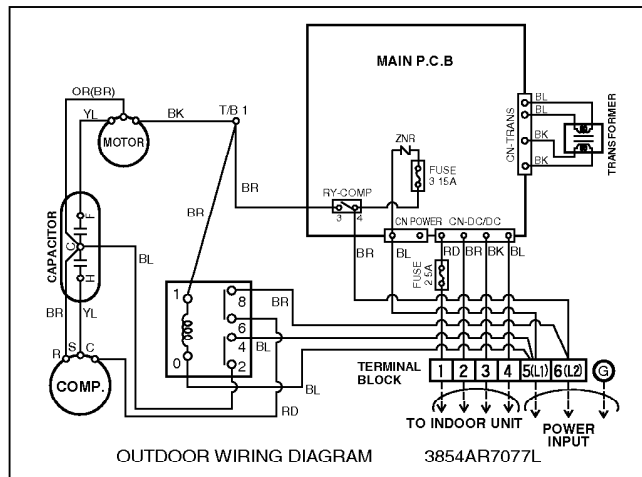 MAIN P.C.B
OR(BR)
YL
BK
T/B 1
MOTOR
ZNR
FUSE
3 15A
CN-TRANS
BL
BL
BK
BK
TRANSFORMER
BR
RY-COMP
3 4
CN POWER
CN-DC/DC
CAPACITOR
F
C
H
BR
BL
BR
BL
RD
BR
BK
BL
FUSE
2 5A
BR
YL
R
S
C
COMP.
1
0
8
6
4
2
BR
BL
BL
RD
TERMINAL
BLOCK
1 2 3 4 5(L1) 6(L2) G
TO INDOOR UNIT
POWER
INPUT
OUTDOOR WIRING DIAGRAM 3854AR7077L